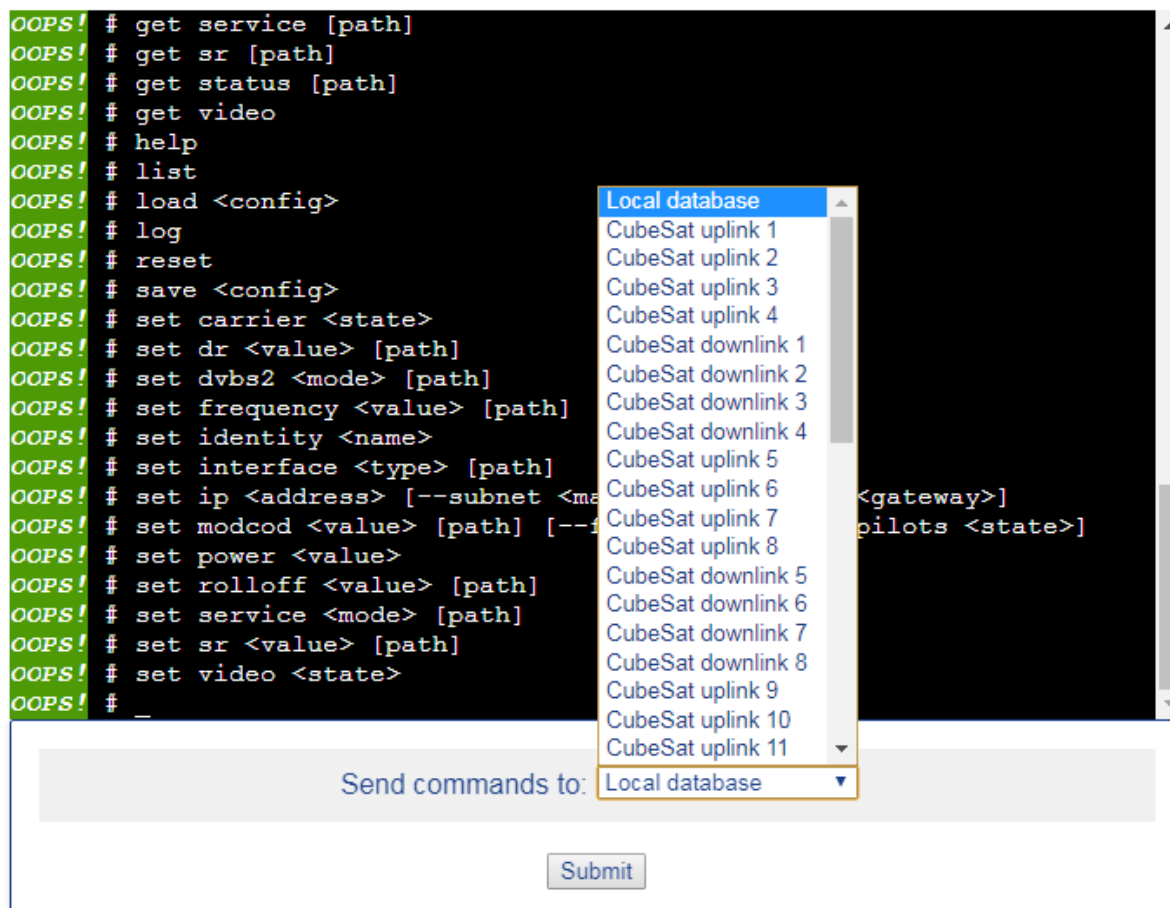 OOPS! # get service [path]
OOPS! # get sr [path]
OOPS! # get status [path]
OOPS! # get video
OOPS! # help
OOPS! # list
OOPS! # load <config>
OOPS! # log
OOPS! # reset
OOPS! # save <config>
OOPS! # set carrier <state>
OOPS! # set dr <value> [path]
OOPS! # set dvbs2 <mode> [path]
OOPS! # set frequency <value> [path]
OOPS! # set identity <name>
OOPS! # set interface <type> [path]
OOPS! # set ip <address> [--subnet <ma <gateway>]
OOPS! # set modcod <value> [path] [-- pilots <state>]
OOPS! # set power <value>
OOPS! # set rolloff <value> [path]
OOPS! # set service <mode> [path]
OOPS! # set sr <value> [path]
OOPS! # set video <state>
OOPS! # _
Local database
CubeSat uplink 1
CubeSat uplink 2
CubeSat uplink 3
CubeSat uplink 4
CubeSat downlink 1
CubeSat downlink 2
CubeSat downlink 3
CubeSat downlink 4
CubeSat uplink 5
CubeSat uplink 6
CubeSat uplink 7
CubeSat uplink 8
CubeSat downlink 5
CubeSat downlink 6
CubeSat downlink 7
CubeSat downlink 8
CubeSat uplink 9
CubeSat uplink 10
CubeSat uplink 11
Send commands to: Local database
Submit